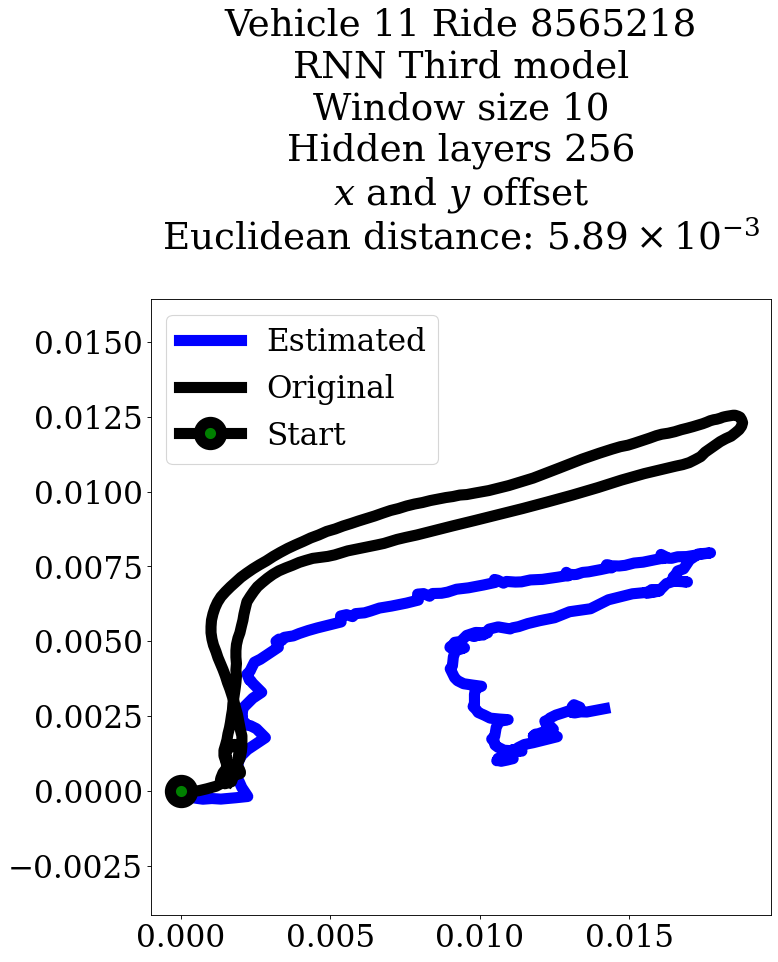 Vehicle 11 Ride 8565218
RNN Third model
Window size 10
Hidden layers 256
x and y offset
Euclidean distance: 5.89 × 10⁻³
Estimated
Original
Start
0.0150
0.0125
0.0100
0.0075
0.0050
0.0025
0.0000
−0.0025
0.000 0.005 0.010 0.015